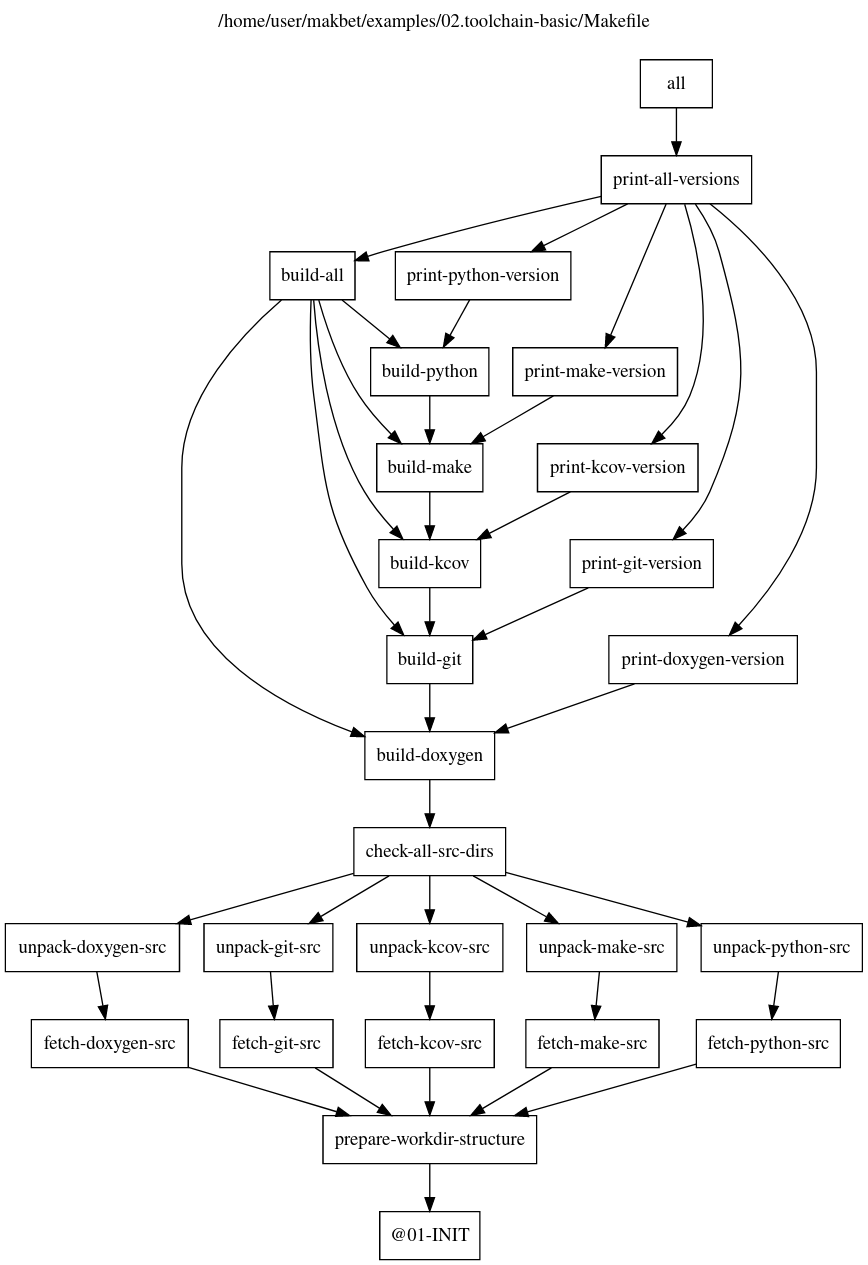 /home/user/makbet/examples/02.toolchain-basic/Makefile
all
print-all-versions
build-all
print-python-version
build-python
print-make-version
build-make
print-kcov-version
build-kcov
print-git-version
build-git
print-doxygen-version
build-doxygen
check-all-src-dirs
unpack-doxygen-src
unpack-git-src
unpack-kcov-src
unpack-make-src
unpack-python-src
fetch-doxygen-src
fetch-git-src
fetch-kcov-src
fetch-make-src
fetch-python-src
prepare-workdir-structure
@01-INIT